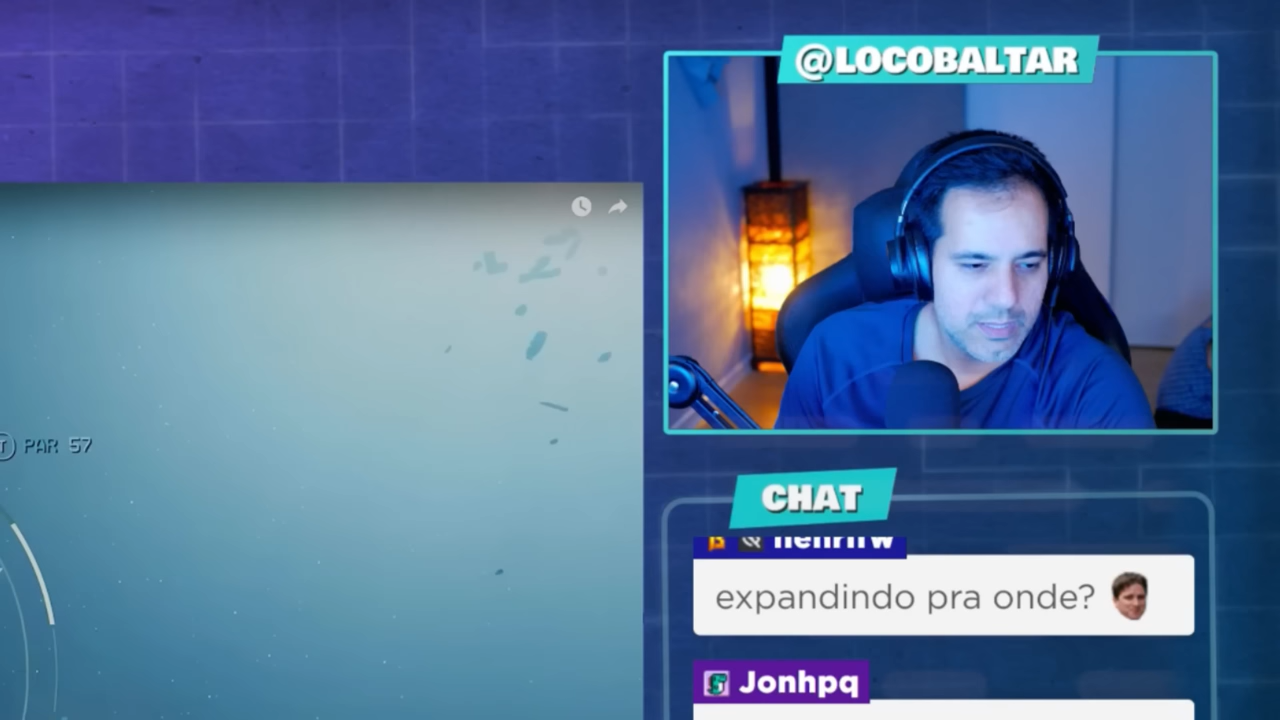 @LOCOBALTAR
PAR 57
CHAT
expandindo pra onde?
Jonhpq